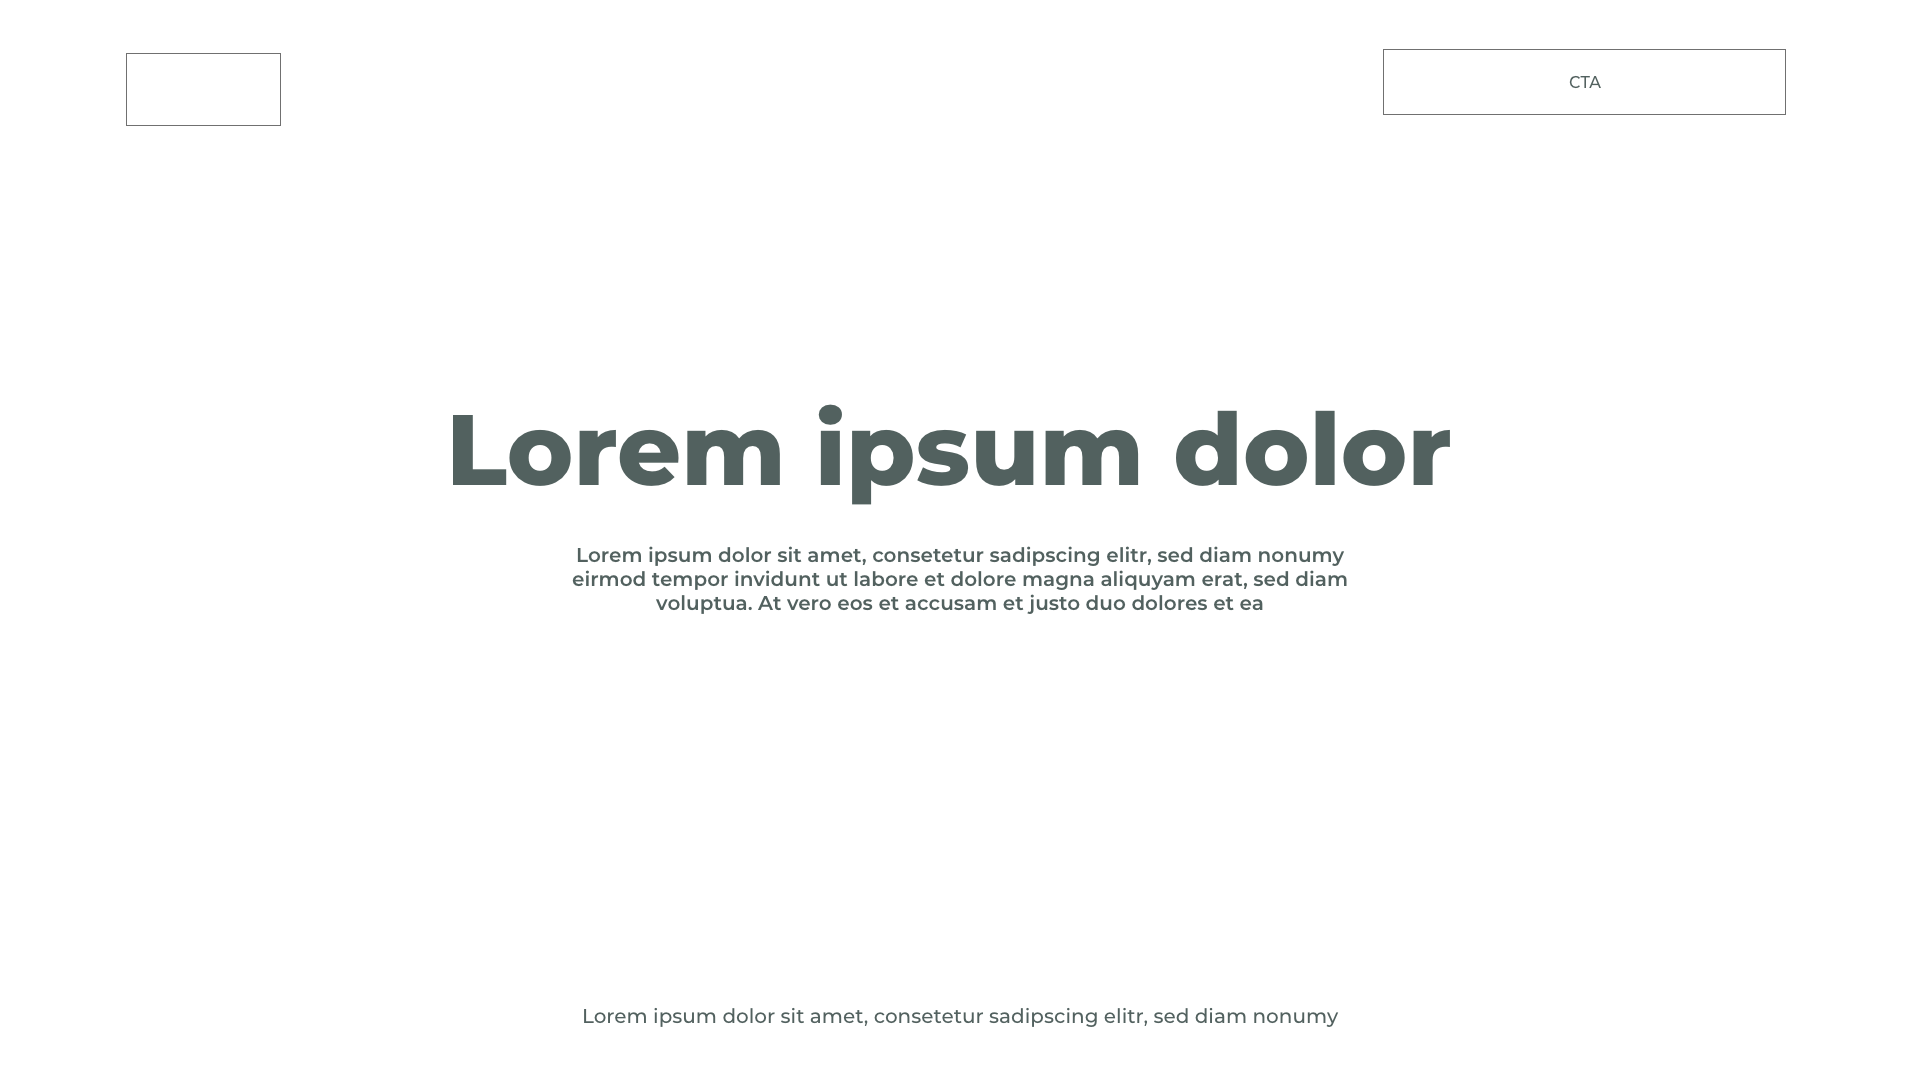 CTA
Lorem ipsum dolor
Lorem ipsum dolor sit amet, consetetur sadipscing elitr, sed diam nonumy
eirmod tempor invidunt ut labore et dolore magna aliquyam erat, sed diam
voluptua. At vero eos et accusam et justo duo dolores et ea
Lorem ipsum dolor sit amet, consetetur sadipscing elitr, sed diam nonumy